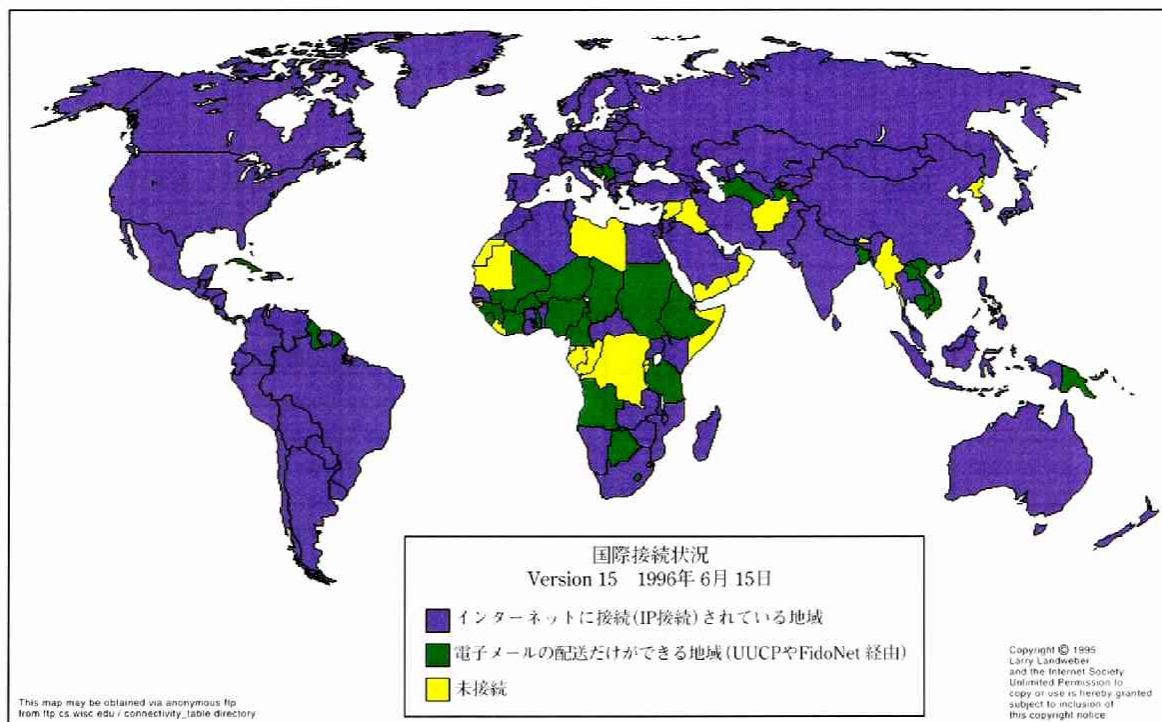 国際接続状況
Version 15 1996年 6月 15日
インターネットに接続(IP接続)されている地域
電子メールの配送だけができる地域(UUCPやFidoNet 経由)
未接続
This map may be obtained via anonymous ftp
from ftp.cs.wisc.edu / connectivity_table directory
Copyright © 1995
Larry Landweber
and the Internet Society
Unlimited Permission to
copy or use is hereby granted
subject to inclusion of
this copyright notice